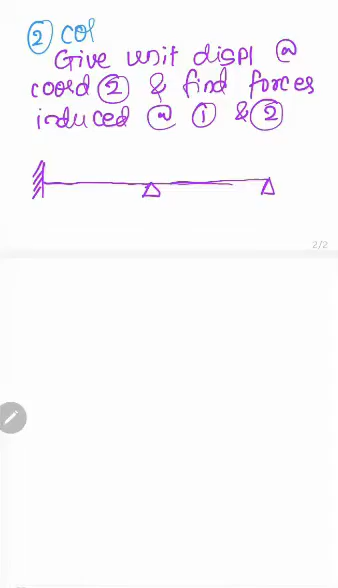 ② col
Give unit displ @
coord ② & find forces
induced @ ① & ②
2/2